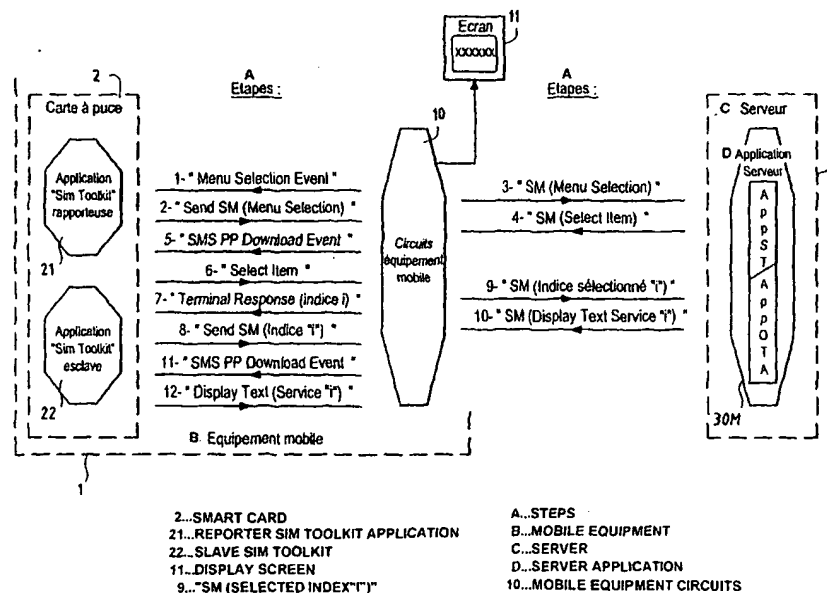 Ecran
xxxxxx
11
A
Etapes :
A
Etapes :
2
Carte à puce
10
C Serveur
D Application
Serveur
Application
"Sim Toolkit"
rapporteuse
21
1- " Menu Selection Event "
2- " Send SM (Menu Selection) "
5- " SMS PP Download Event "
6- " Select Item "
7- " Terminal Response (indice i)
8- " Send SM (Indice "i") "
11- " SMS PP Download Event "
12- " Display Text (Service "i")
Circuits
équipement
mobile
3- " SM (Menu Selection) "
4- " SM (Select Item) "
9- " SM (Indice sélectionné "i") "
10- "SM (Display Text Service "i")
AppST
AppOTA
Application
"Sim Toolkit"
esclave
22
30M
B Equipement mobile
1
2...SMART CARD
21...REPORTER SIM TOOLKIT APPLICATION
22...SLAVE SIM TOOLKIT
11...DISPLAY SCREEN
9..."SM (SELECTED INDEX"I")"
A...STEPS
B...MOBILE EQUIPMENT
C...SERVER
D...SERVER APPLICATION
10...MOBILE EQUIPMENT CIRCUITS